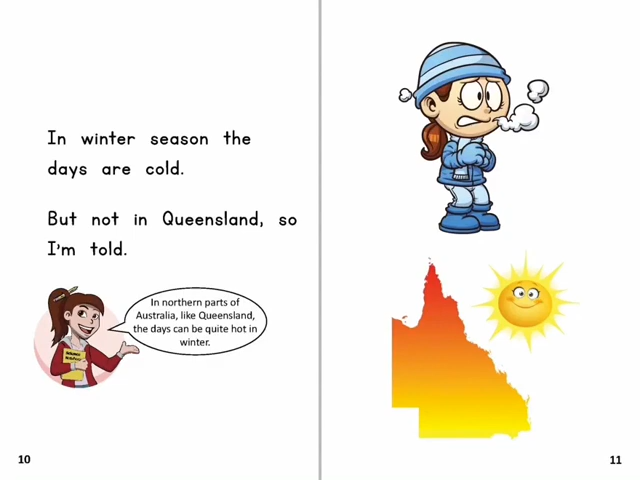 In winter season the
days are cold.
But not in Queensland, so
I'm told.
In northern parts of
Australia, like Queensland,
the days can be quite hot in
winter.
10
11